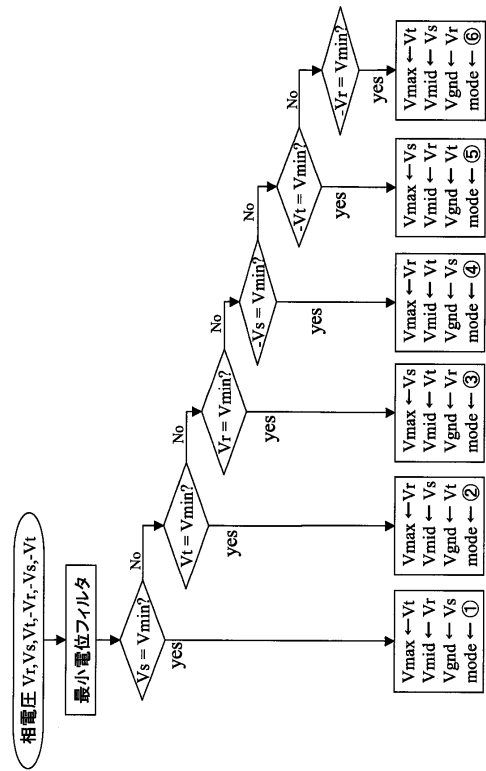 相電圧 Vr,Vs,Vt,-Vr,-Vs,-Vt
最小電位フィルタ
Vs = Vmin?
No
yes
Vt = Vmin?
No
yes
Vr = Vmin?
No
yes
-Vs = Vmin?
No
yes
-Vt = Vmin?
No
yes
-Vr = Vmin?
yes
Vmax ←Vt
Vmid ← Vr
Vgnd ← Vs
mode ← ①
Vmax ←Vr
Vmid ← Vs
Vgnd ← Vt
mode ← ②
Vmax ←Vs
Vmid ← Vt
Vgnd ← Vr
mode ← ③
Vmax ←Vr
Vmid ← Vt
Vgnd ← Vs
mode ← ④
Vmax ←Vs
Vmid ← Vr
Vgnd ← Vt
mode ← ⑤
Vmax ←Vt
Vmid ← Vs
Vgnd ← Vr
mode ← ⑥